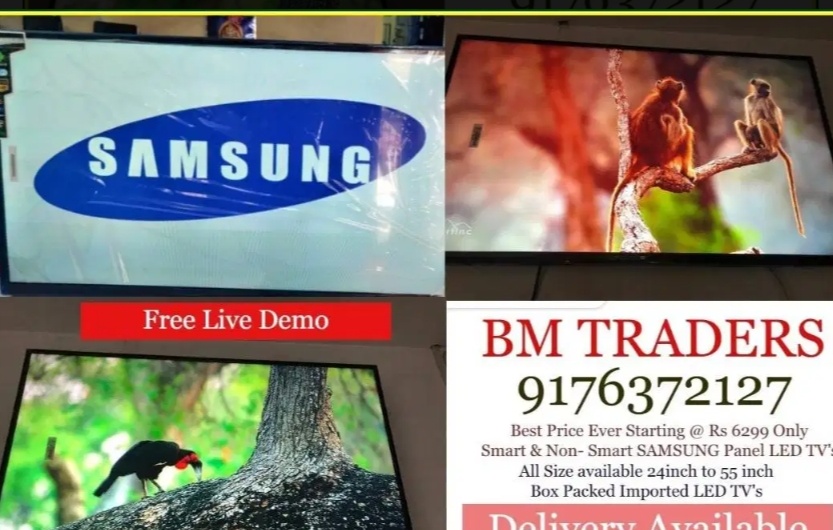 9176372127
SAMSUNG
Free Live Demo
BM TRADERS
9176372127
Best Price Ever Starting @ Rs 6299 Only
Smart & Non- Smart SAMSUNG Panel LED TV's
All Size available 24inch to 55 inch
Box Packed Imported LED TV's
Delivery Available